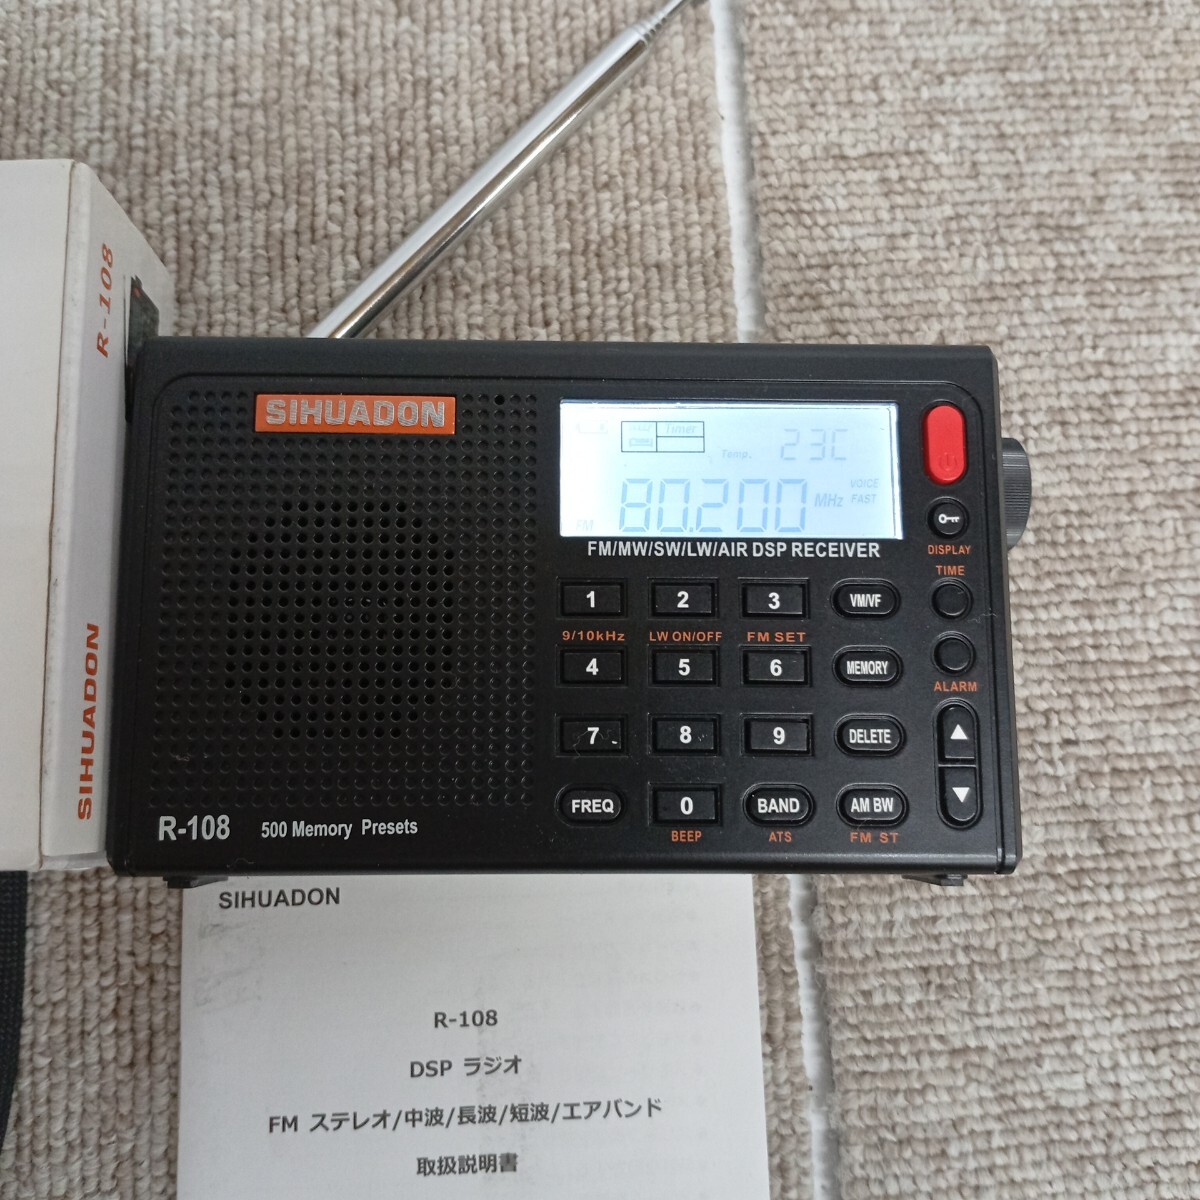 R-108
SIHUADON
SIHUADON
Timer
Temp. 23C
VOICE
FAST
FM 80.200 MHz
FM/MW/SW/LW/AIR DSP RECEIVER
DISPLAY
TIME
1 2 3 VM/VF
9/10kHz LW ON/OFF FM SET
4 5 6 MEMORY
ALARM
7 8 9 DELETE
FREQ 0 BAND AM BW
BEEP ATS FM ST
R-108 500 Memory Presets
SIHUADON
R-108
DSP ラジオ
FM ステレオ/中波/長波/短波/エアバンド
取扱説明書